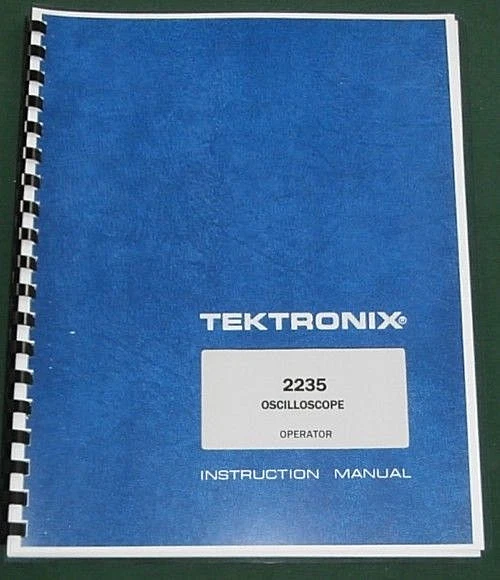 TEKTRONIX®
2235
OSCILLOSCOPE
OPERATOR
INSTRUCTION MANUAL